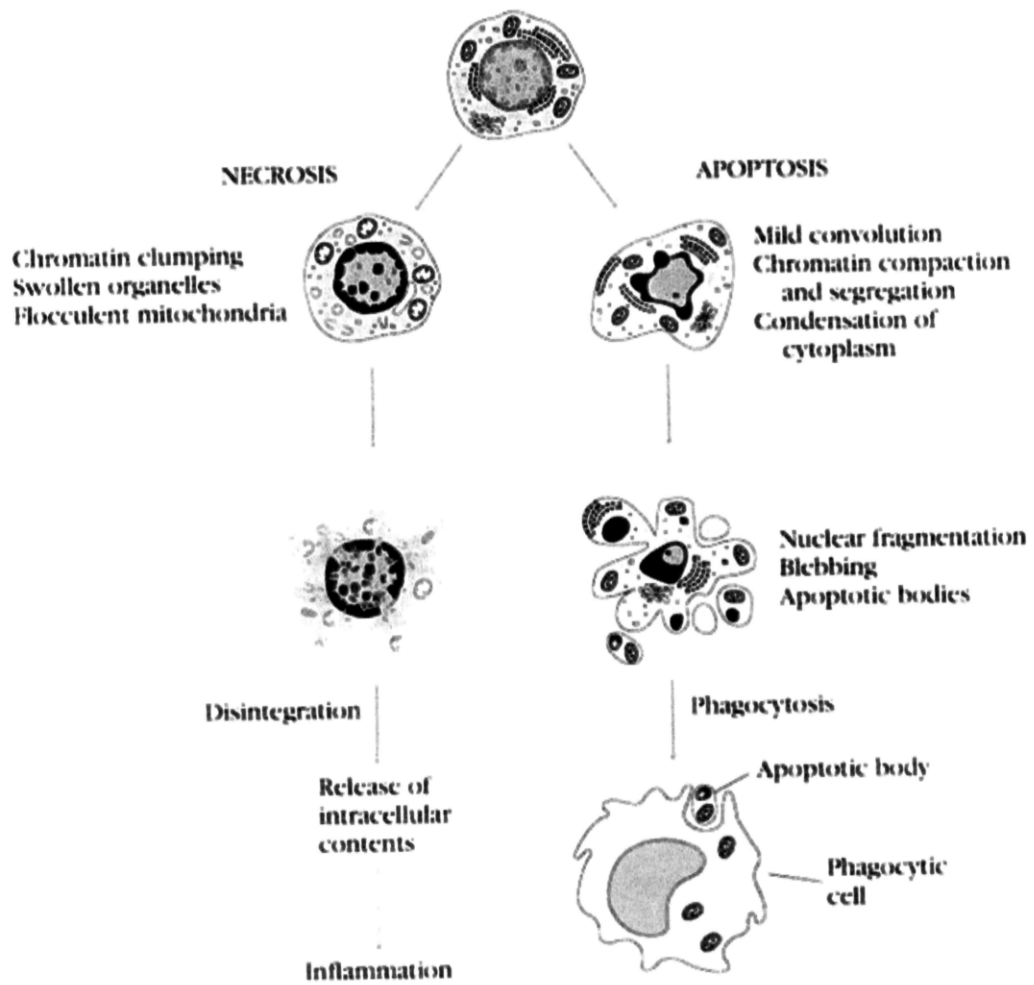 NECROSIS
APOPTOSIS
Chromatin clumping
Swollen organelles
Flocculent mitochondria
Mild convolution
Chromatin compaction
and segregation
Condensation of
cytoplasm
Nuclear fragmentation
Blebbing
Apoptotic bodies
Disintegration
Phagocytosis
Release of
intracellular
contents
Apoptotic body
Phagocytic
cell
Inflammation